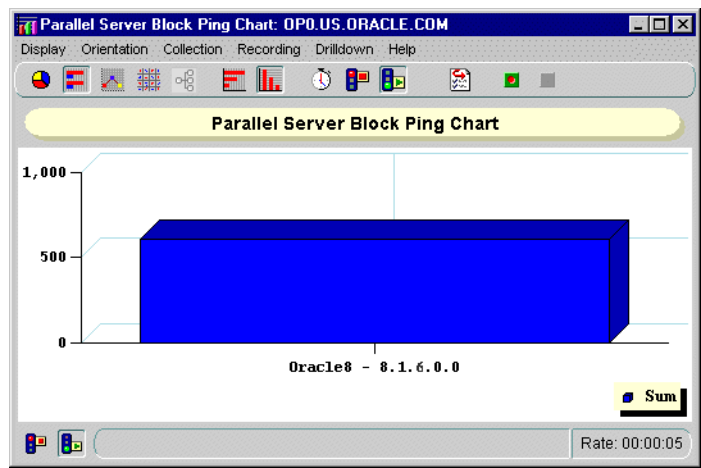 Parallel Server Block Ping Chart: OP0.US.ORACLE.COM
Display Orientation Collection Recording Drilldown Help
Parallel Server Block Ping Chart
1,000
500
0
Oracle8 - 8.1.6.0.0
Sum
Rate: 00:00:05